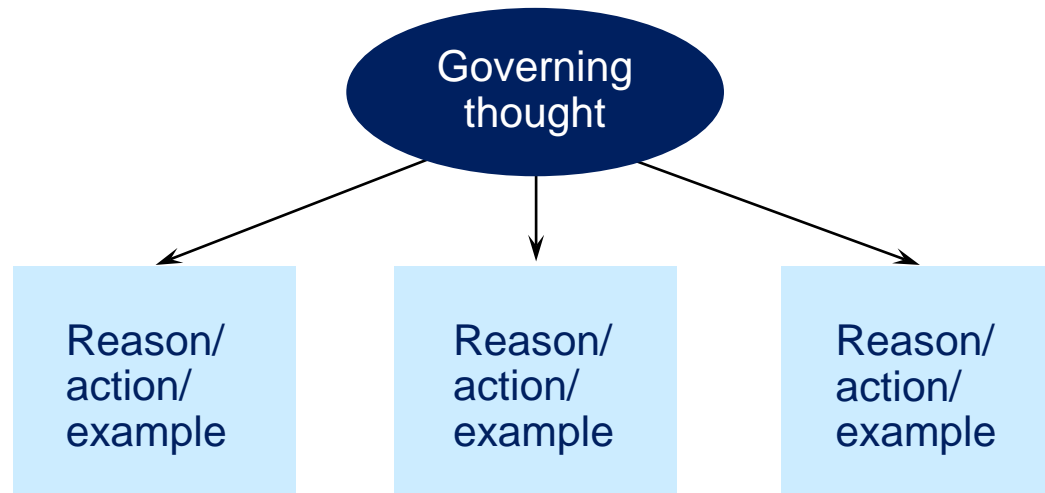 Governing
thought
Reason/
action/
example
Reason/
action/
example
Reason/
action/
example